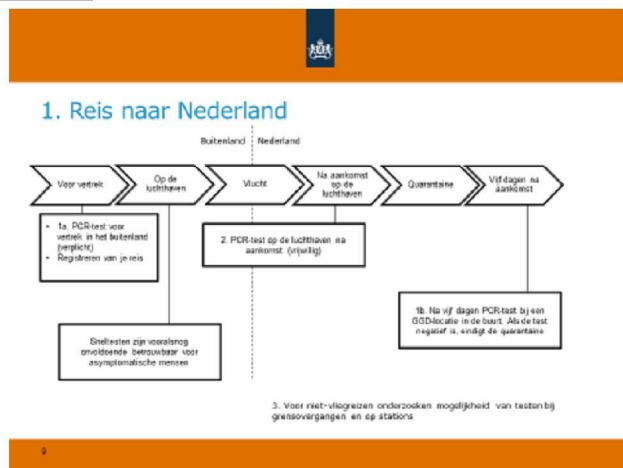 1. Reis naar Nederland
Buitenland
Nederland
Voor vertrek
Op de
luchthaven
Vlucht
Na aankomst
op de
luchthaven
Quarantaine
Vijf dagen na
aankomst
• 1a. PCR-test voor
vertrek in het buitenland
(verplicht)
• Registreren van je reis
2. PCR-test op de luchthaven na
aankomst. (vrijwillig)
Sneltesten zijn vooralsnog
onvoldoende betrouwbaar voor
asymptomatische mensen
1b. Na vijf dagen PCR-test bij een
GGD-locatie in de buurt. Als de test
negatief is, eindigt de quarantaine
3. Voor niet-vliegreizen onderzoeken mogelijkheid van testen bij
grensovergangen en op stations
9